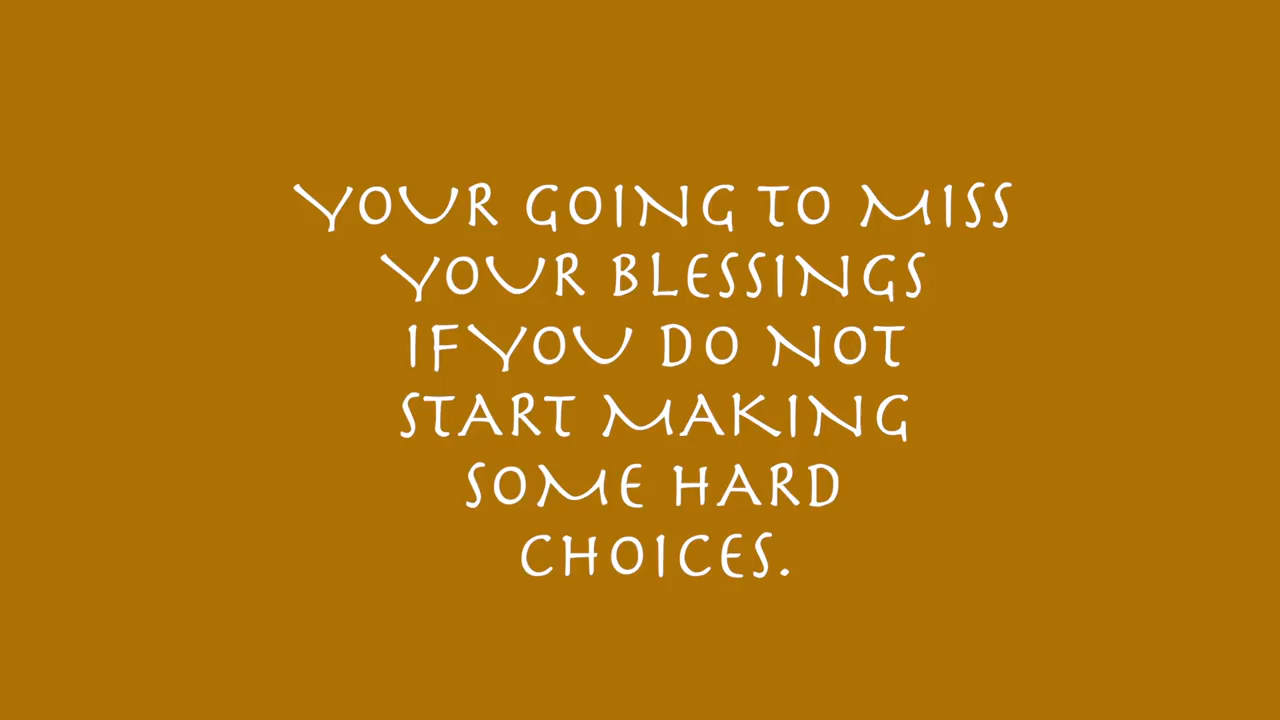 YOUR GOING TO MISS
YOUR BLESSINGS
IF YOU DO NOT
START MAKING
SOME HARD
CHOICES.